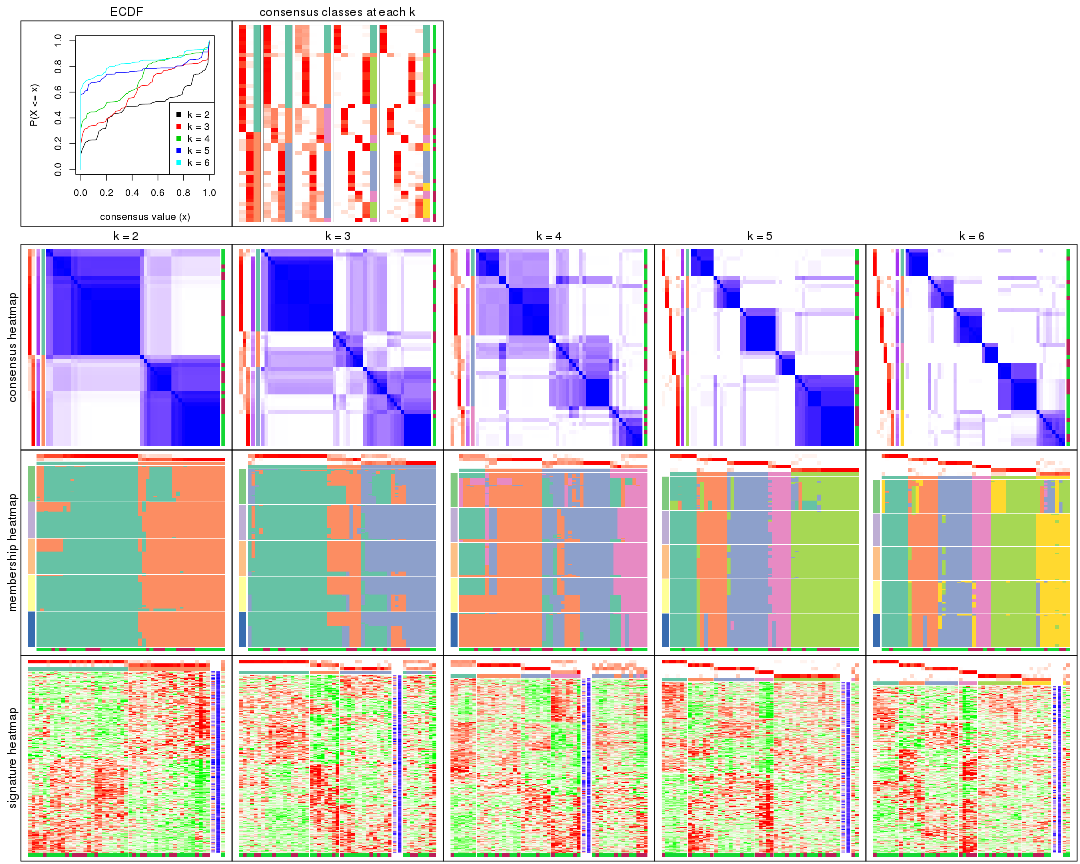 ECDF
consensus classes at each k
P(X <= x)
0.0 0.2 0.4 0.6 0.8 1.0
k = 2
k = 3
k = 4
k = 5
k = 6
0.0 0.2 0.4 0.6 0.8 1.0
consensus value (x)
k = 2
k = 3
k = 4
k = 5
k = 6
consensus heatmap
membership heatmap
signature heatmap